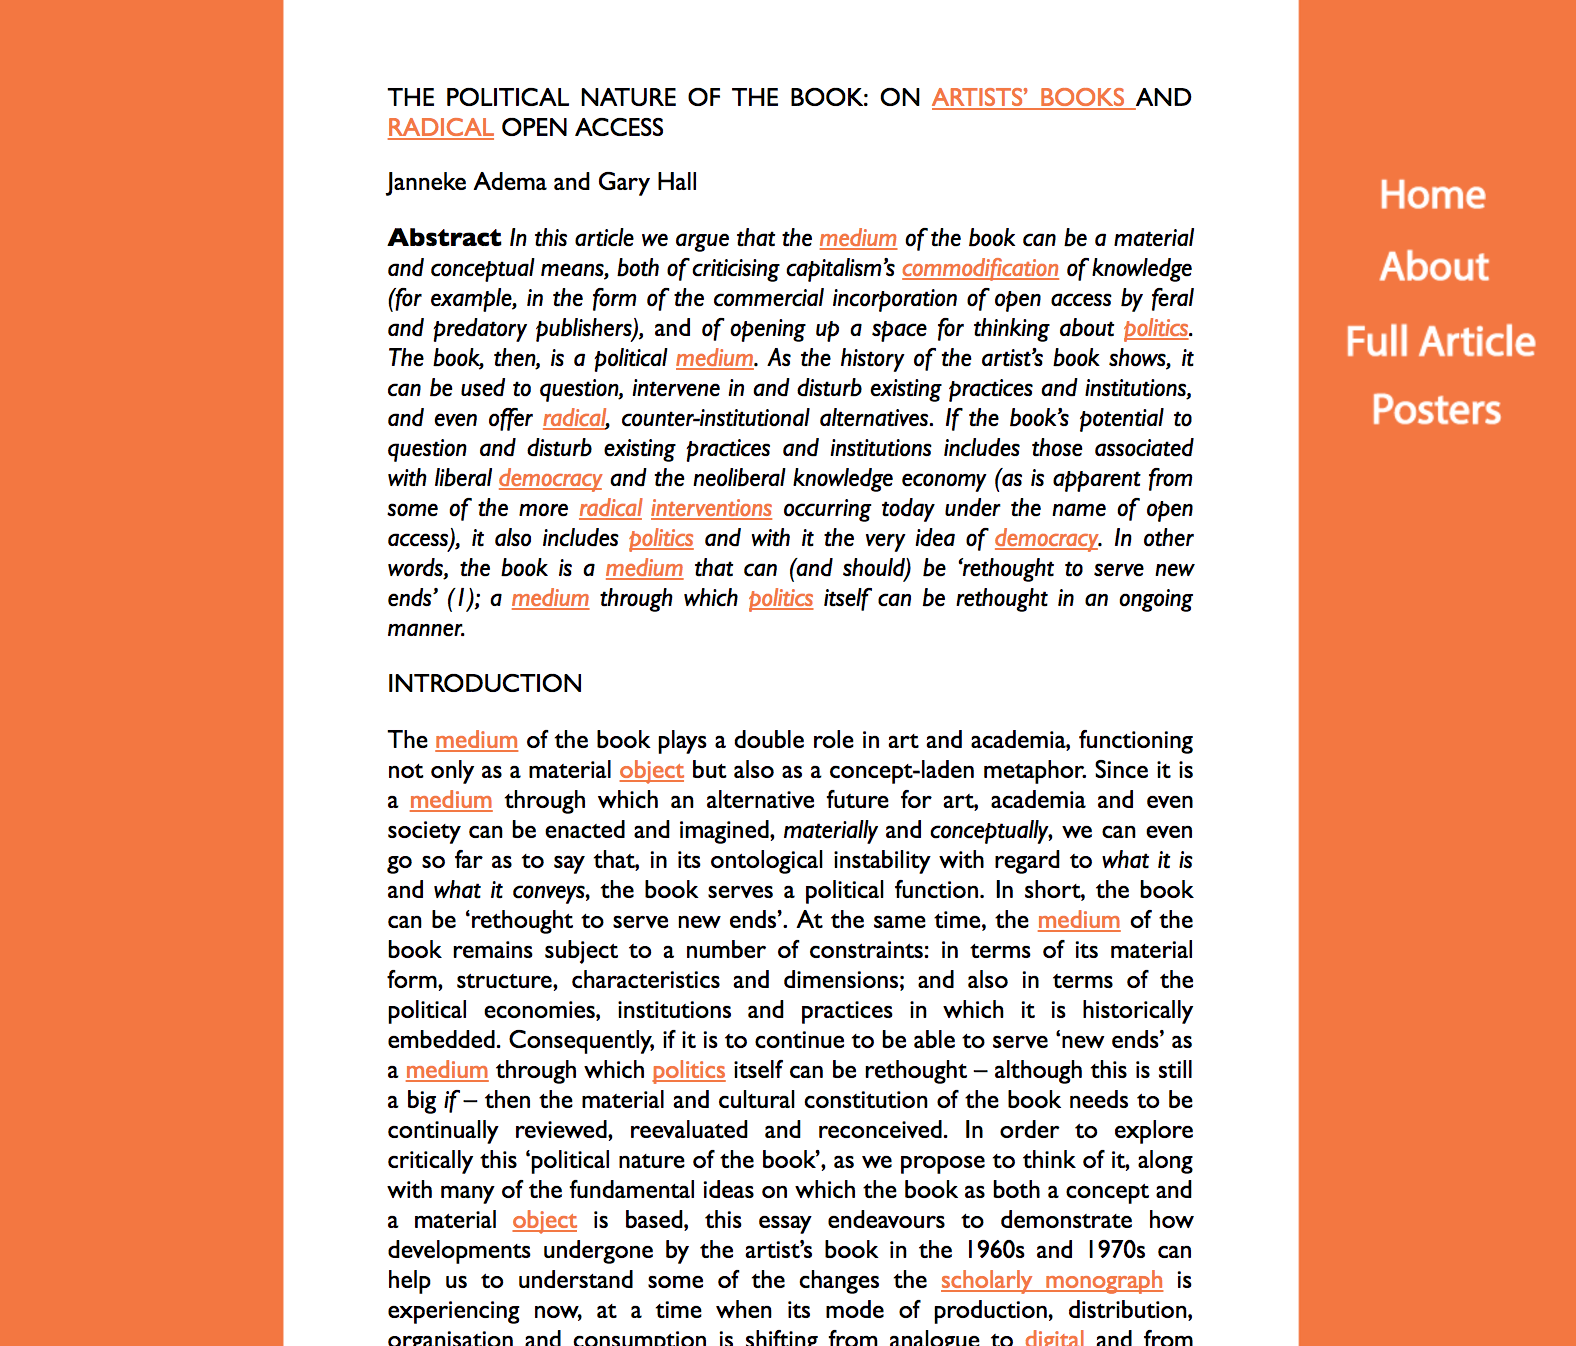 THE POLITICAL NATURE OF THE BOOK: ON ARTISTS’ BOOKS AND
RADICAL OPEN ACCESS
Janneke Adema and Gary Hall
Abstract In this article we argue that the medium of the book can be a material
and conceptual means, both of criticising capitalism’s commodification of knowledge
(for example, in the form of the commercial incorporation of open access by feral
and predatory publishers), and of opening up a space for thinking about politics.
The book, then, is a political medium. As the history of the artist’s book shows, it
can be used to question, intervene in and disturb existing practices and institutions,
and even offer radical, counter-institutional alternatives. If the book’s potential to
question and disturb existing practices and institutions includes those associated
with liberal democracy and the neoliberal knowledge economy (as is apparent from
some of the more radical interventions occurring today under the name of open
access), it also includes politics and with it the very idea of democracy. In other
words, the book is a medium that can (and should) be ‘rethought to serve new
ends’ (1); a medium through which politics itself can be rethought in an ongoing
manner.
INTRODUCTION
The medium of the book plays a double role in art and academia, functioning
not only as a material object but also as a concept-laden metaphor. Since it is
a medium through which an alternative future for art, academia and even
society can be enacted and imagined, materially and conceptually, we can even
go so far as to say that, in its ontological instability with regard to what it is
and what it conveys, the book serves a political function. In short, the book
can be ‘rethought to serve new ends’. At the same time, the medium of the
book remains subject to a number of constraints: in terms of its material
form, structure, characteristics and dimensions; and also in terms of the
political economies, institutions and practices in which it is historically
embedded. Consequently, if it is to continue to be able to serve ‘new ends’ as
a medium through which politics itself can be rethought – although this is still
a big if – then the material and cultural constitution of the book needs to be
continually reviewed, reevaluated and reconceived. In order to explore
critically this ‘political nature of the book’, as we propose to think of it, along
with many of the fundamental ideas on which the book as both a concept and
a material object is based, this essay endeavours to demonstrate how
developments undergone by the artist’s book in the 1960s and 1970s can
help us to understand some of the changes the scholarly monograph is
experiencing now, at a time when its mode of production, distribution,
organisation and consumption is shifting from analogue to digital and from
Home
About
Full Article
Posters